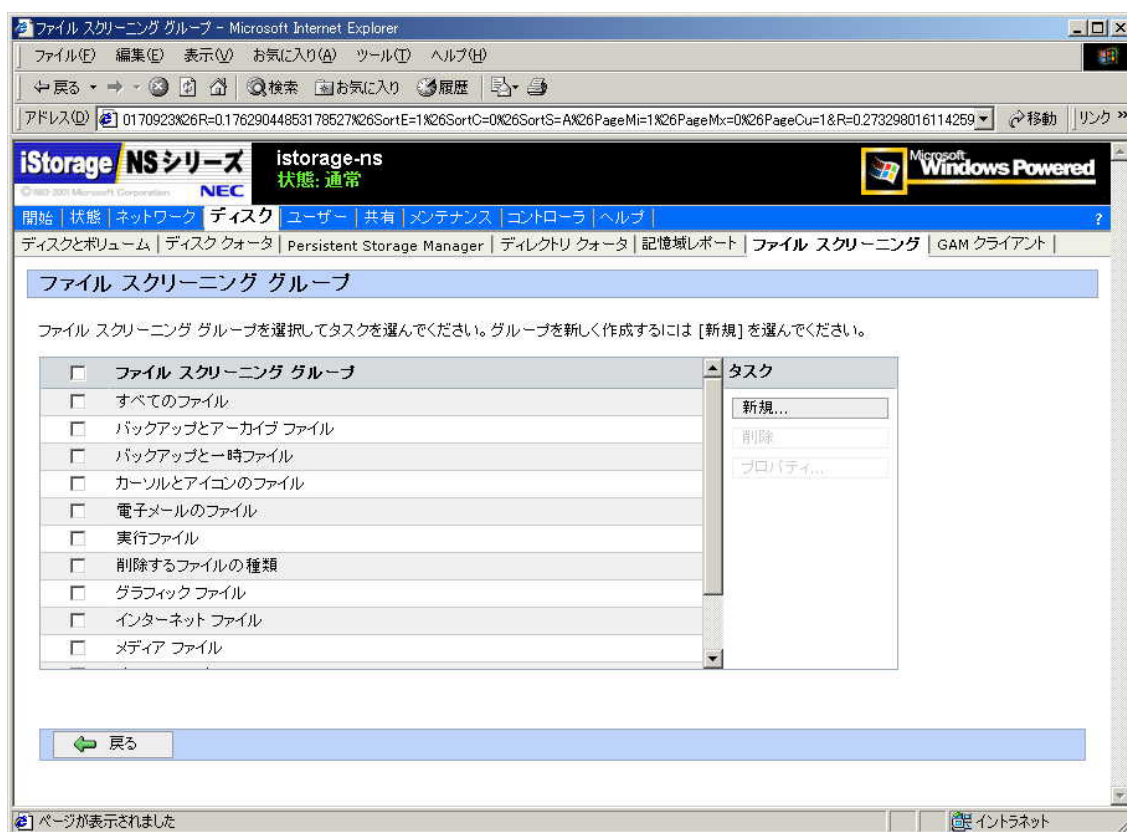 ファイル スクリーニング グループ - Microsoft Internet Explorer
ファイル(F) 編集(E) 表示(V) お気に入り(A) ツール(T) ヘルプ(H)
戻る 検索 お気に入り 履歴
アドレス(D) 0170923%26R=0.17629044853178527%26SortE=1%26SortC=0%26SortS=A%26PageMi=1%26PageMx=0%26PageCu=1&R=0.273298016114259 移動 リンク »
iStorage NSシリーズ istorage-ns Microsoft Windows Powered
状態: 通常
©1983-2001 Microsoft Corporation NEC
開始 | 状態 | ネットワーク | ディスク | ユーザー | 共有 | メンテナンス | コントローラ | ヘルプ | ?
ディスクとボリューム | ディスク クォータ | Persistent Storage Manager | ディレクトリ クォータ | 記憶域レポート | ファイル スクリーニング | GAM クライアント |
ファイル スクリーニング グループ
ファイル スクリーニング グループを選択してタスクを選んでください。グループを新しく作成するには [新規] を選んでください。
ファイル スクリーニング グループ タスク
すべてのファイル
新規...
バックアップとアーカイブ ファイル
削除
バックアップと一時ファイル
プロパティ...
カーソルとアイコンのファイル
電子メールのファイル
実行ファイル
削除するファイルの種類
グラフィック ファイル
インターネット ファイル
メディア ファイル
戻る
ページが表示されました イントラネット